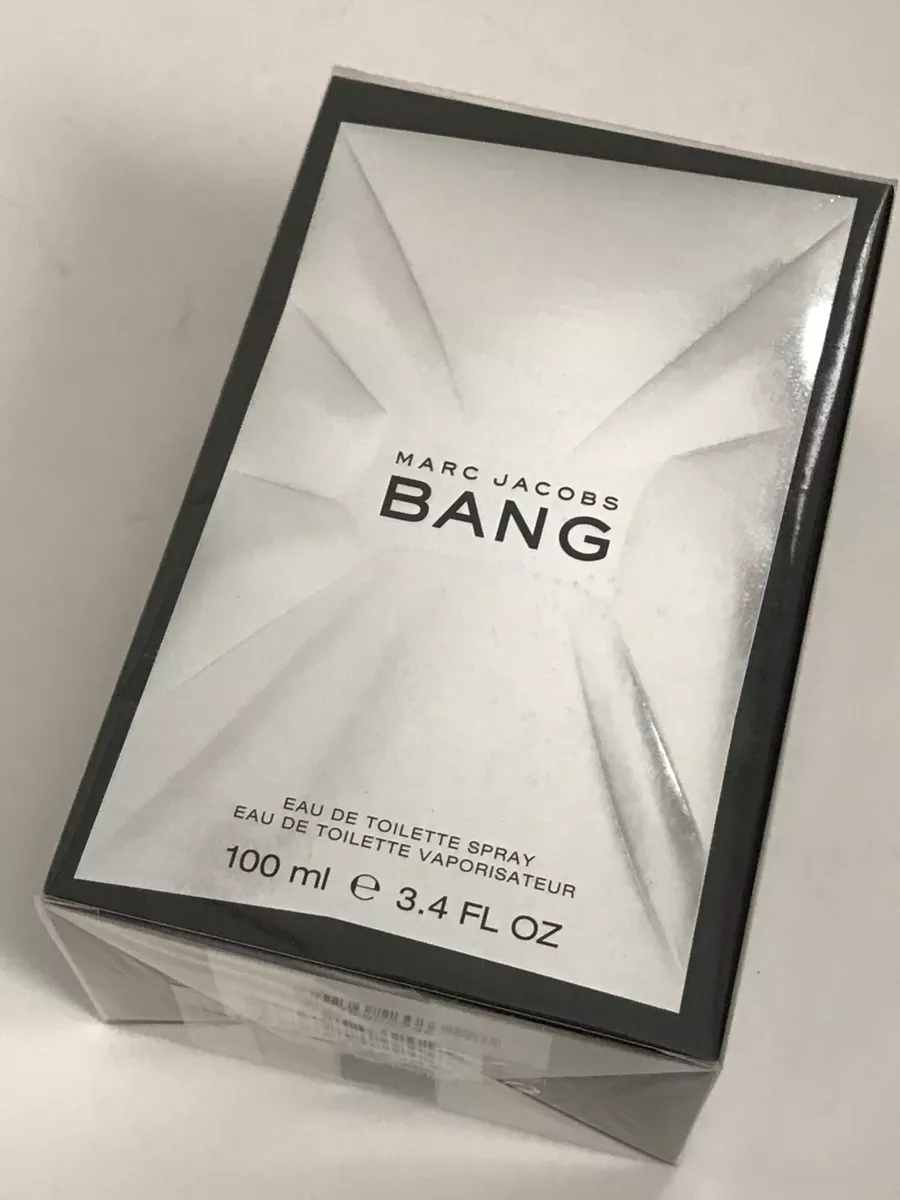 MARC JACOBS
BANG
EAU DE TOILETTE SPRAY
EAU DE TOILETTE VAPORISATEUR
100 ml ℮ 3.4 FL OZ